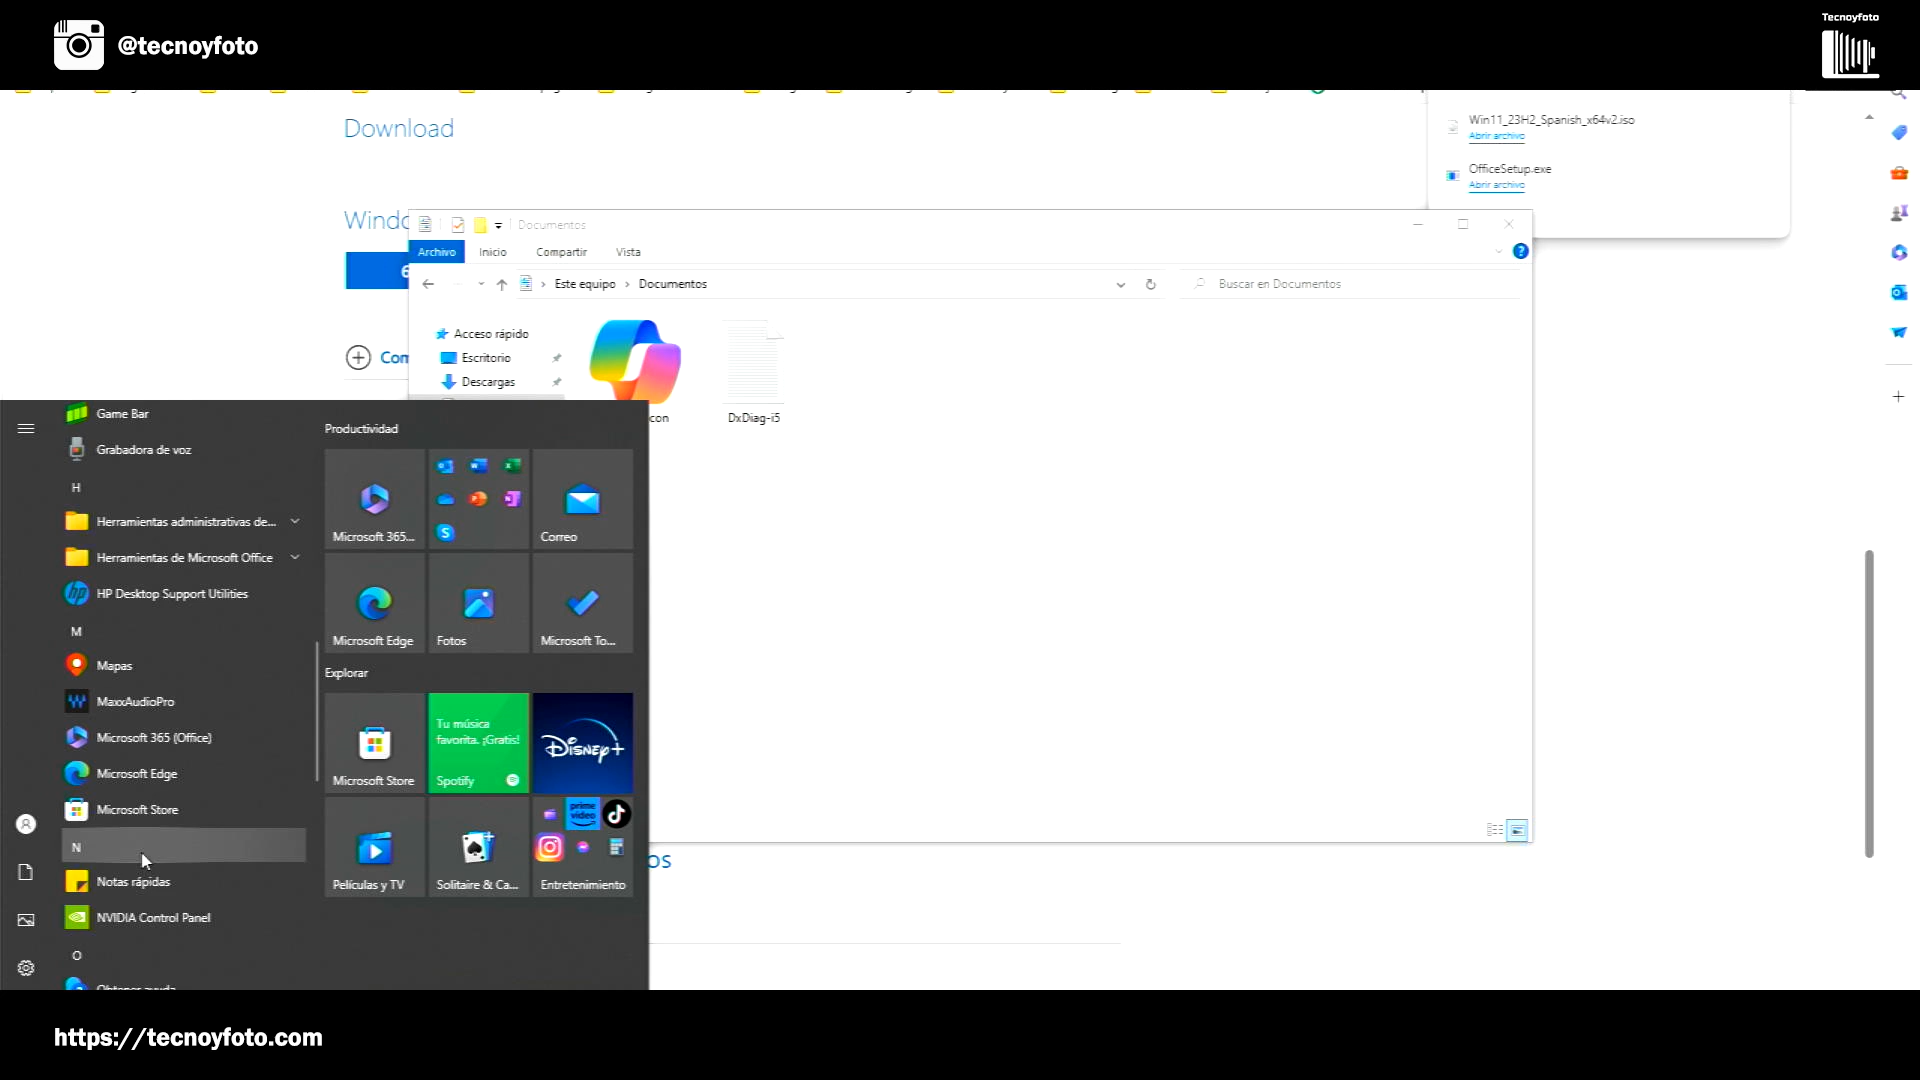 @tecnoyfoto
Tecnoyfoto
Download
Win11_23H2_Spanish_x64v2.iso
Abrir archivo
OfficeSetup.exe
Abrir archivo
Documentos
Archivo
Inicio
Compartir
Vista
Este equipo
Documentos
Buscar en Documentos
Acceso rápido
Escritorio
Descargas
DxDiag-i5
Game Bar
Grabadora de voz
H
Herramientas administrativas de...
Herramientas de Microsoft Office
HP Desktop Support Utilities
M
Mapas
MaxxAudioPro
Microsoft 365 (Office)
Microsoft Edge
Microsoft Store
N
Notas rápidas
NVIDIA Control Panel
O
Obtener ayuda
Productividad
Microsoft 365...
Correo
Microsoft Edge
Fotos
Microsoft To...
Explorar
Microsoft Store
Tu música
favorita. ¡Gratis!
Spotify
Disney+
Películas y TV
Solitaire & Ca...
prime
video
Entretenimiento
https://tecnoyfoto.com